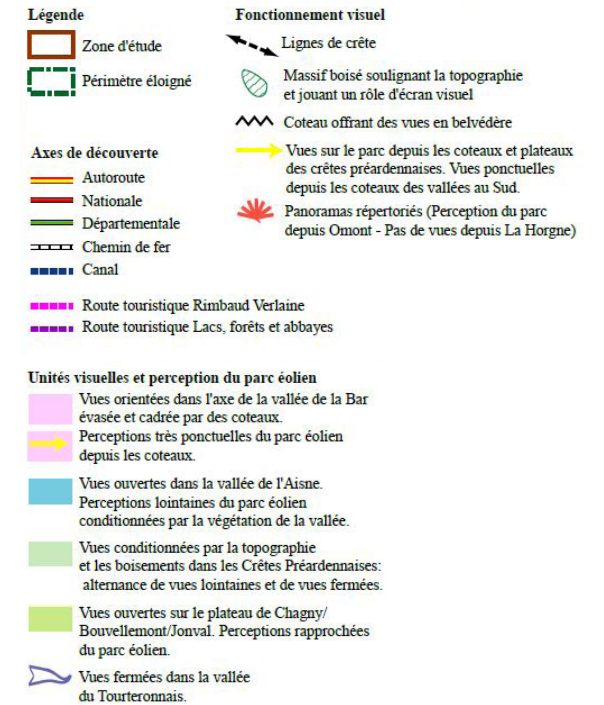 Légende
Zone d'étude
Périmètre éloigné
Axes de découverte
Autoroute
Nationale
Départementale
Chemin de fer
Canal
Route touristique Rimbaud Verlaine
Route touristique Lacs, forêts et abbayes
Fonctionnement visuel
Lignes de crête
Massif boisé soulignant la topographie
et jouant un rôle d'écran visuel
Coteau offrant des vues en belvédère
Vues sur le parc depuis les coteaux et plateaux
des crêtes préardennaises. Vues ponctuelles
depuis les coteaux des vallées au Sud.
Panoramas répertoriés (Perception du parc
depuis Omont - Pas de vues depuis La Horgne)
Unités visuelles et perception du parc éolien
Vues orientées dans l'axe de la vallée de la Bar
évasée et cadrée par des coteaux.
Perceptions très ponctuelles du parc éolien
depuis les coteaux.
Vues ouvertes dans la vallée de l'Aisne.
Perceptions lointaines du parc éolien
conditionnées par la végétation de la vallée.
Vues conditionnées par la topographie
et les boisements dans les Crêtes Préardennaises:
alternance de vues lointaines et de vues fermées.
Vues ouvertes sur le plateau de Chagny/
Bouvellemont/Jonval. Perceptions rapprochées
du parc éolien.
Vues fermées dans la vallée
du Tourteronnais.